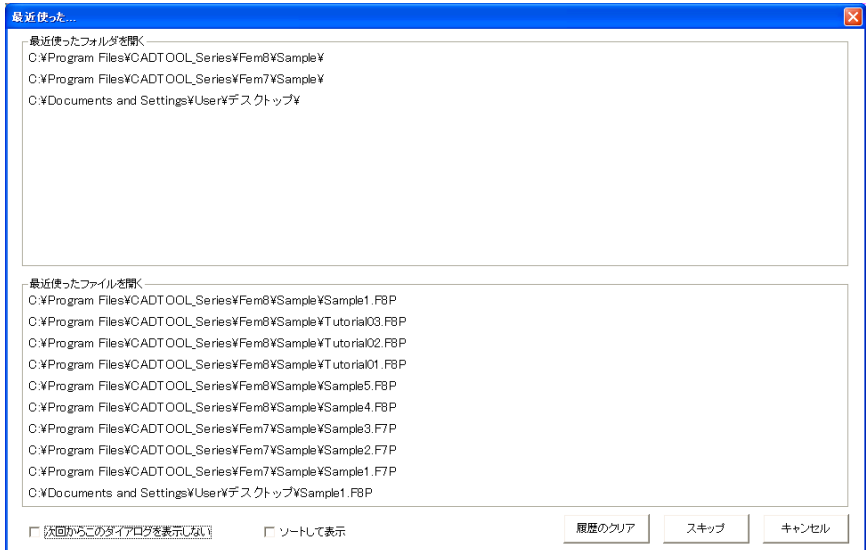 最近使った...
最近使ったフォルダを開く
C:¥Program Files¥CADTOOL_Series¥Fem8¥Sample¥
C:¥Program Files¥CADTOOL_Series¥Fem7¥Sample¥
C:¥Documents and Settings¥User¥デスクトップ¥
最近使ったファイルを開く
C:¥Program Files¥CADTOOL_Series¥Fem8¥Sample¥Sample1.F8P
C:¥Program Files¥CADTOOL_Series¥Fem8¥Sample¥Tutorial03.F8P
C:¥Program Files¥CADTOOL_Series¥Fem8¥Sample¥Tutorial02.F8P
C:¥Program Files¥CADTOOL_Series¥Fem8¥Sample¥Tutorial01.F8P
C:¥Program Files¥CADTOOL_Series¥Fem8¥Sample¥Sample5.F8P
C:¥Program Files¥CADTOOL_Series¥Fem8¥Sample¥Sample4.F8P
C:¥Program Files¥CADTOOL_Series¥Fem7¥Sample¥Sample3.F7P
C:¥Program Files¥CADTOOL_Series¥Fem7¥Sample¥Sample2.F7P
C:¥Program Files¥CADTOOL_Series¥Fem7¥Sample¥Sample1.F7P
C:¥Documents and Settings¥User¥デスクトップ¥Sample1.F8P
次回からこのダイアログを表示しない ソートして表示 履歴のクリア スキップ キャンセル